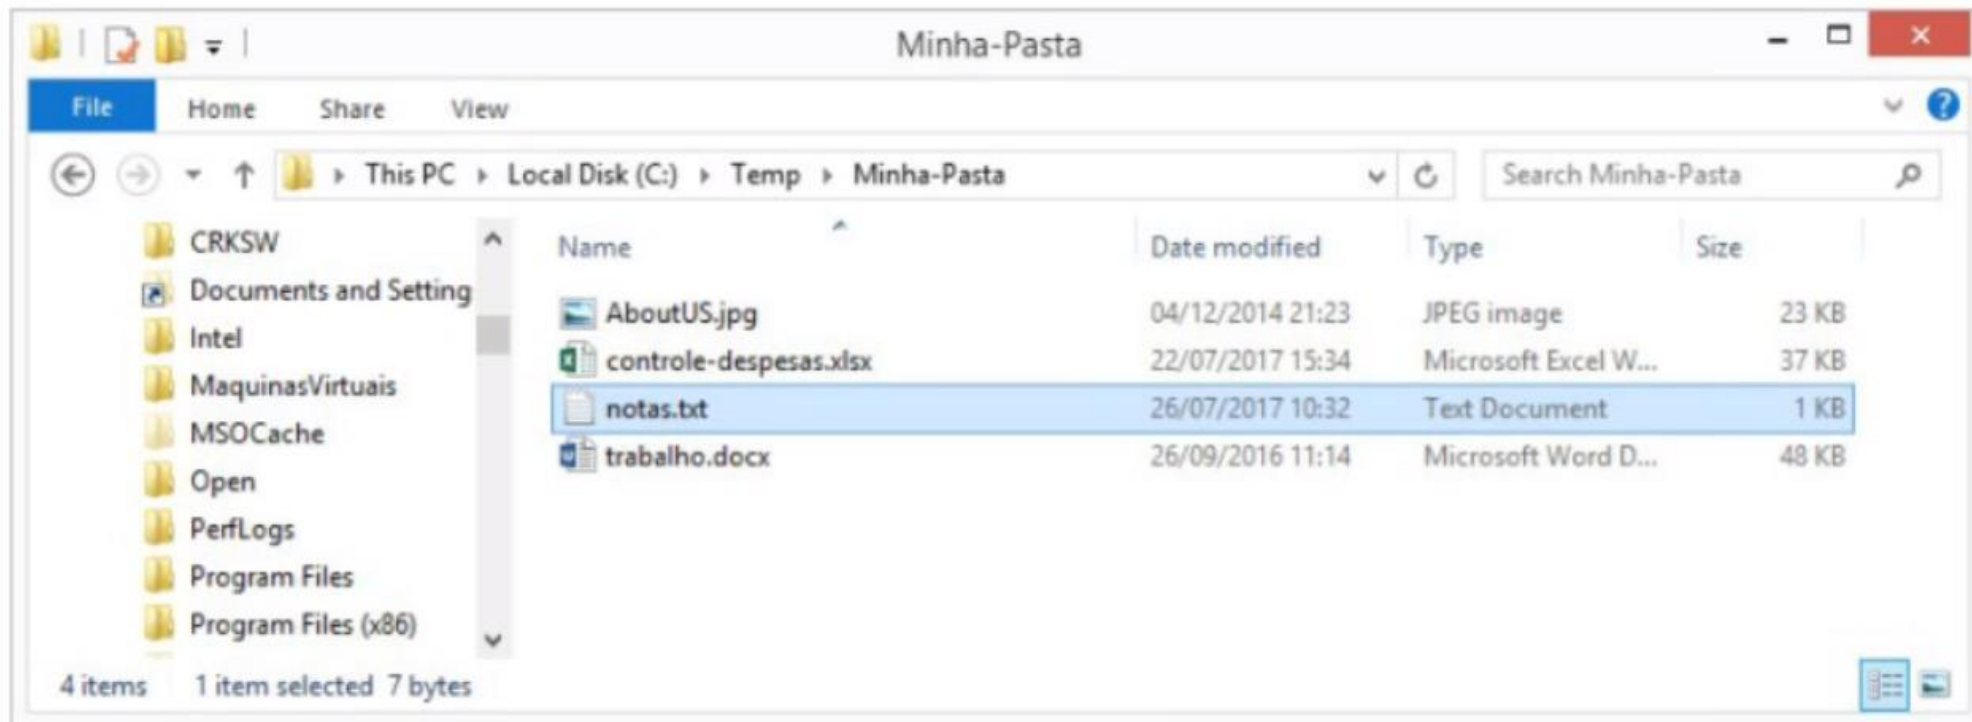 Minha-Pasta
File Home Share View
This PC Local Disk (C:) Temp Minha-Pasta Search Minha-Pasta
CRKSW
Documents and Setting
Intel
MaquinasVirtuais
MSOCache
Open
PerfLogs
Program Files
Program Files (x86)
Name Date modified Type Size
AboutUS.jpg 04/12/2014 21:23 JPEG image 23 KB
controle-despesas.xlsx 22/07/2017 15:34 Microsoft Excel W... 37 KB
notas.txt 26/07/2017 10:32 Text Document 1 KB
trabalho.docx 26/09/2016 11:14 Microsoft Word D... 48 KB
4 items 1 item selected 7 bytes